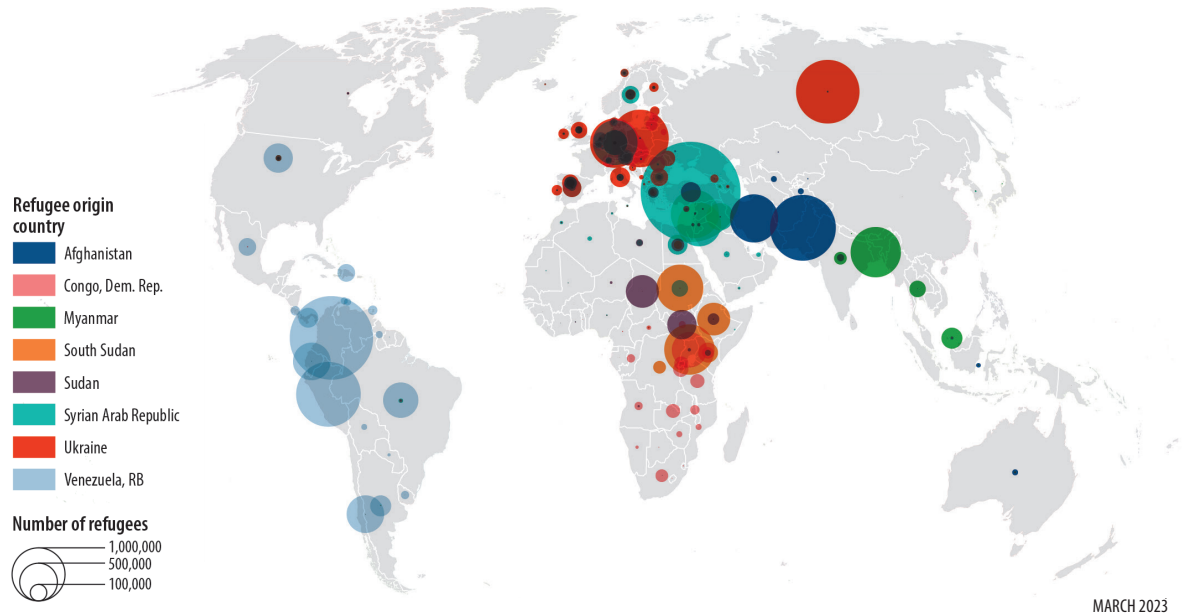 Refugee origin
country
Afghanistan
Congo, Dem. Rep.
Myanmar
South Sudan
Sudan
Syrian Arab Republic
Ukraine
Venezuela, RB
Number of refugees
1,000,000
500,000
100,000
MARCH 2023